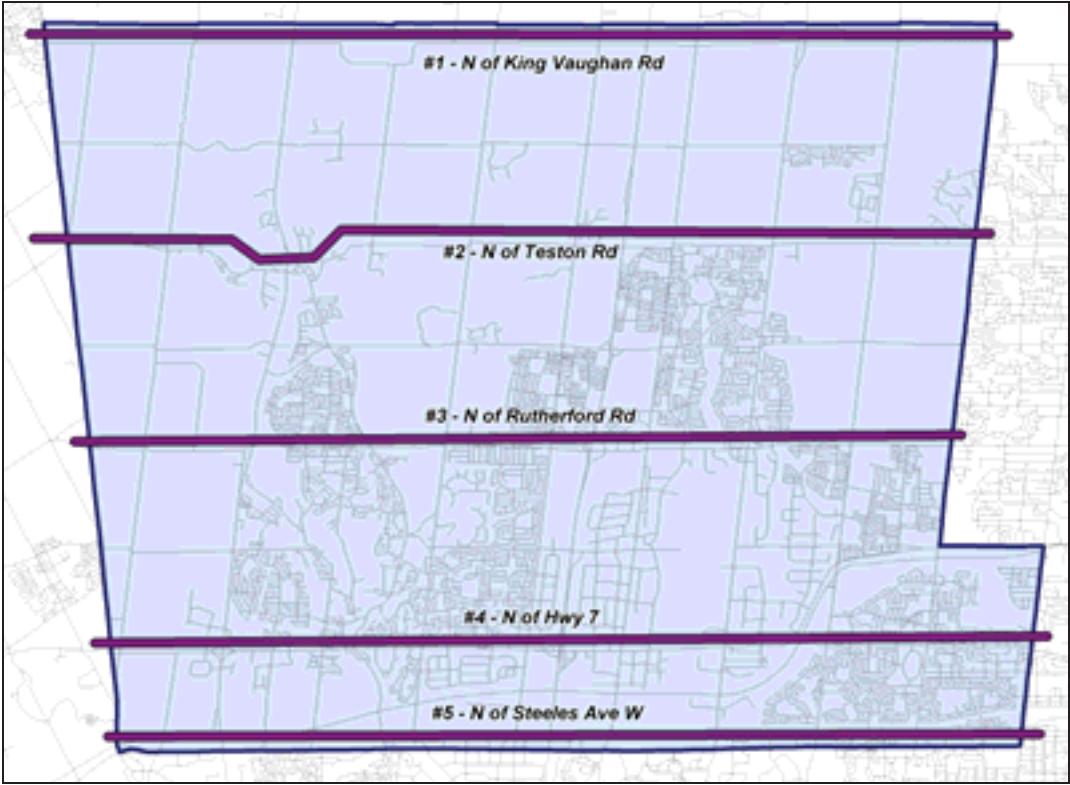 #1 - N of King Vaughan Rd
#2 - N of Teston Rd
#3 - N of Rutherford Rd
#4 - N of Hwy 7
#5 - N of Steeles Ave W